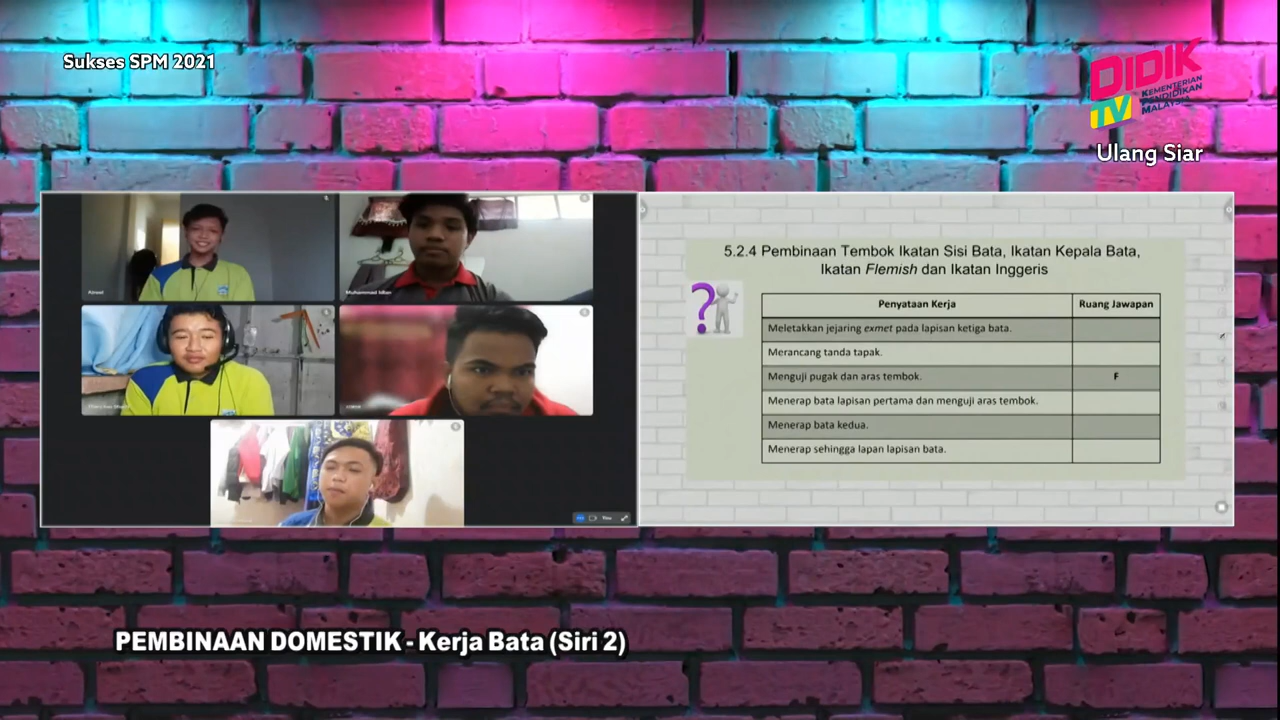 Sukses SPM 2021
DIDIK
TV
KEMENTERIAN
PENDIDIKAN
MALAYSIA
Ulang Siar
5.2.4 Pembinaan Tembok Ikatan Sisi Bata, Ikatan Kepala Bata,
Ikatan Flemish dan Ikatan Inggeris
Penyataan Kerja Ruang Jawapan
Meletakkan jejaring exmet pada lapisan ketiga bata.
Merancang tanda tapak.
Menguji pugak dan aras tembok. F
Menerap bata lapisan pertama dan menguji aras tembok.
Menerap bata kedua.
Menerap sehingga lapan lapisan bata.
PEMBINAAN DOMESTIK - Kerja Bata (Siri 2)